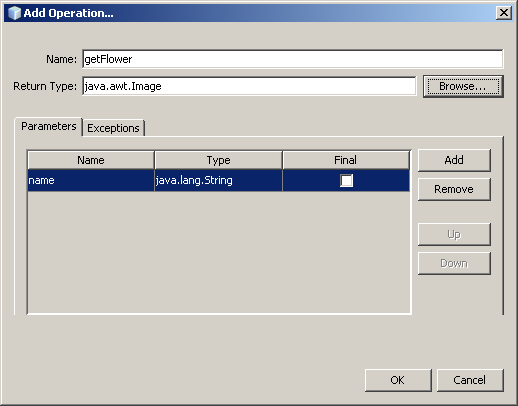 Add Operation...
Name: getFlower
Return Type: java.awt.Image Browse...
Parameters Exceptions
Name Type Final Add
name java.lang.String Remove
Up
Down
OK Cancel